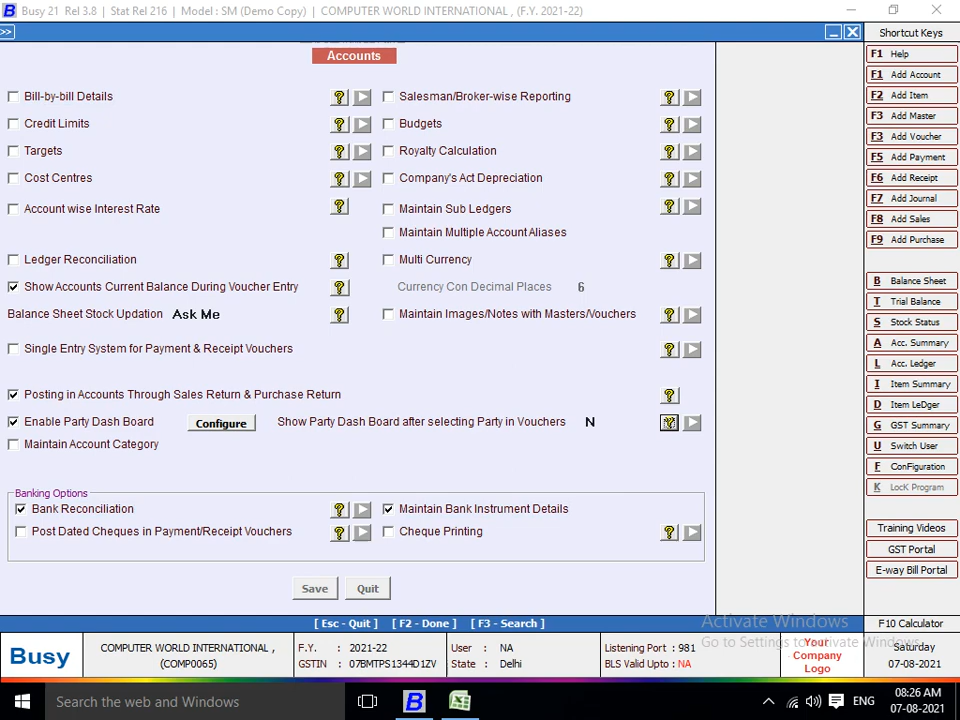 Busy 21 Rel 3.8 | Stat Rel 216 | Model : SM (Demo Copy) | COMPUTER WORLD INTERNATIONAL , (F.Y. 2021-22)
>>
Shortcut Keys
Accounts
Bill-by-bill Details
Salesman/Broker-wise Reporting
Credit Limits
Budgets
Targets
Royalty Calculation
Cost Centres
Company's Act Depreciation
Account wise Interest Rate
Maintain Sub Ledgers
Maintain Multiple Account Aliases
Ledger Reconciliation
Multi Currency
Show Accounts Current Balance During Voucher Entry
Currency Con Decimal Places 6
Balance Sheet Stock Updation Ask Me
Maintain Images/Notes with Masters/Vouchers
Single Entry System for Payment & Receipt Vouchers
Posting in Accounts Through Sales Return & Purchase Return
Enable Party Dash Board Configure Show Party Dash Board after selecting Party in Vouchers N
Maintain Account Category
Banking Options
Bank Reconciliation
Maintain Bank Instrument Details
Post Dated Cheques in Payment/Receipt Vouchers
Cheque Printing
Save Quit
[ Esc - Quit ] [ F2 - Done ] [ F3 - Search ]
F1 Help
F1 Add Account
F2 Add Item
F3 Add Master
F3 Add Voucher
F5 Add Payment
F6 Add Receipt
F7 Add Journal
F8 Add Sales
F9 Add Purchase
B Balance Sheet
T Trial Balance
S Stock Status
A Acc. Summary
L Acc. Ledger
I Item Summary
D Item LeDger
G GST Summary
U Switch User
F ConFiguration
K LocK Program
Training Videos
GST Portal
E-way Bill Portal
F10 Calculator
Activate Windows
Go to Settings to activate Windows.
Busy
COMPUTER WORLD INTERNATIONAL ,
(COMP0065)
F.Y. : 2021-22
GSTIN : 07BMTPS1344D1ZV
User : NA
State : Delhi
Listening Port : 981
BLS Valid Upto : NA
Your
Company
Logo
Saturday
07-08-2021
Search the web and Windows
ENG
08:26 AM
07-08-2021